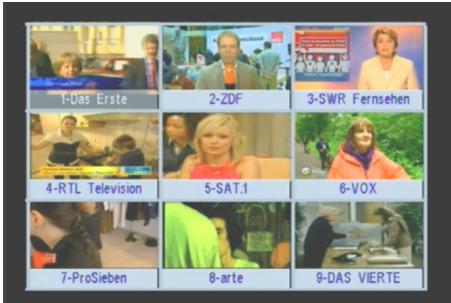 1-Das Erste
2-ZDF
3-SWR Fernsehen
4-RTL Television
5-SAT.1
6-VOX
7-ProSieben
8-arte
9-DAS VIERTE